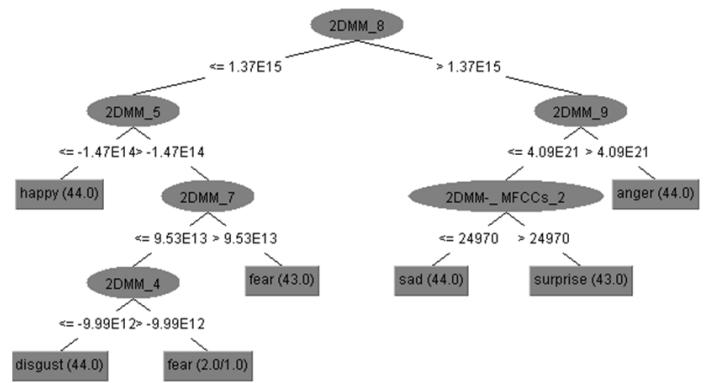 2DMM_8
<= 1.37E15 > 1.37E15
2DMM_5 2DMM_9
<= -1.47E14> -1.47E14 <= 4.09E21 > 4.09E21
happy (44.0) 2DMM_7 2DMM-_ MFCCs_2 anger (44.0)
<= 9.53E13 > 9.53E13 <= 24970 > 24970
2DMM_4 fear (43.0) sad (44.0) surprise (43.0)
<= -9.99E12> -9.99E12
disgust (44.0) fear (2.0/1.0)